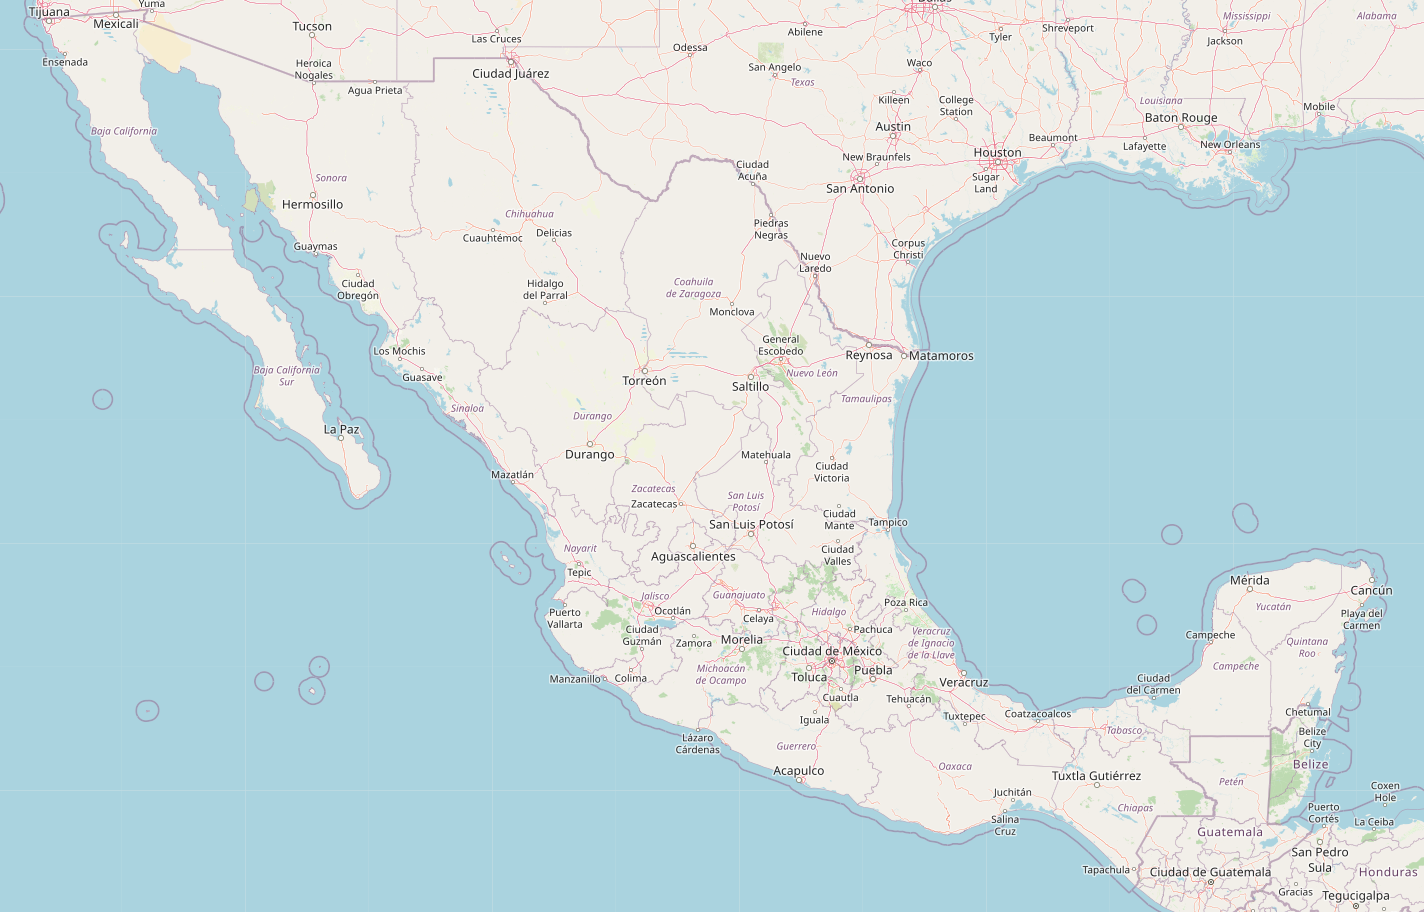 Yuma
Dallas
Tijuana
Mexicali
Tucson
Las Cruces
Abilene
Mississippi
Alabama
Shreveport
Tyler
Jackson
Odessa
Ensenada
Heroica
Nogales
Ciudad Juárez
San Angelo
Texas
Waco
Agua Prieta
Killeen
College
Station
Louisiana
Mobile
Baton Rouge
Baja California
Austin
Beaumont
Lafayette
New Orleans
Houston
New Braunfels
Ciudad
Acuña
Sugar
Land
San Antonio
Sonora
Hermosillo
Chihuahua
Piedras
Negras
Cuauhtémoc
Delicias
Guaymas
Corpus
Christi
Nuevo
Laredo
Ciudad
Obregón
Hidalgo
del Parral
Coahuila
de Zaragoza
Monclova
General
Escobedo
Los Mochis
Reynosa
Matamoros
Baja California
Sur
Guasave
Torreón
Nuevo León
Saltillo
Tamaulipas
Sinaloa
Durango
La Paz
Durango
Matehuala
Ciudad
Victoria
Mazatlán
Zacatecas
Zacatecas
San Luis
Potosí
Ciudad
Mante
San Luis Potosí
Tampico
Nayarit
Aguascalientes
Ciudad
Valles
Tepic
Mérida
Cancún
Jalisco
Guanajuato
Poza Rica
Yucatán
Puerto
Vallarta
Ocotlán
Celaya
Hidalgo
Playa del
Carmen
Ciudad
Guzmán
Zamora
Morelia
Pachuca
Veracruz
de Ignacio
de la Llave
Campeche
Quintana
Roo
Ciudad de México
Michoacán
de Ocampo
Campeche
Manzanillo
Colima
Toluca
Puebla
Veracruz
Ciudad
del Carmen
Cuautla
Tehuacán
Iguala
Tuxtepec
Coatzacoalcos
Chetumal
Lázaro
Cárdenas
Guerrero
Tabasco
Belize
City
Acapulco
Oaxaca
Tuxtla Gutiérrez
Belize
Petén
Juchitán
Coxen
Hole
Chiapas
Salina
Cruz
Puerto
Cortés
La Ceiba
Guatemala
San Pedro
Sula
Tapachula
Ciudad de Guatemala
Honduras
Gracias
Tegucigalpa